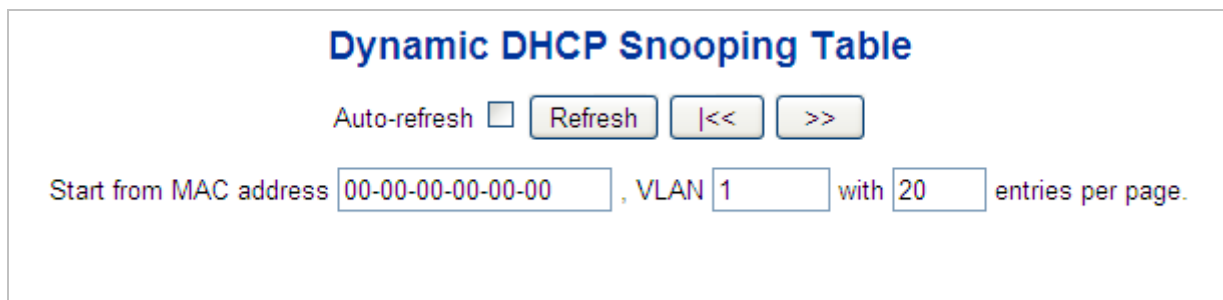 Dynamic DHCP Snooping Table
Auto-refresh Refresh |<< >>
Start from MAC address 00-00-00-00-00-00 , VLAN 1 with 20 entries per page.